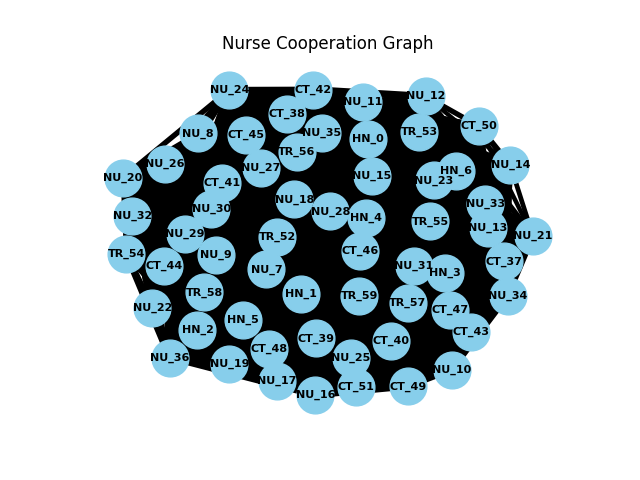 Nurse Cooperation Graph
NU_24
CT_42
NU_12
NU_11
CT_38
CT_50
NU_8
CT_45
NU_35
HN_0
TR_53
TR_56
NU_26
NU_27
NU_14
NU_20
CT_41
NU_15
NU_23
HN_6
NU_18
NU_33
NU_32
NU_30
NU_28
HN_4
TR_55
NU_13
NU_29
TR_52
NU_21
TR_54
NU_9
CT_46
CT_44
NU_7
NU_31
HN_3
CT_37
TR_58
HN_1
TR_59
TR_57
NU_34
NU_22
CT_47
HN_5
HN_2
CT_43
CT_39
CT_40
CT_48
NU_36
NU_19
NU_25
NU_10
NU_17
CT_51
CT_49
NU_16